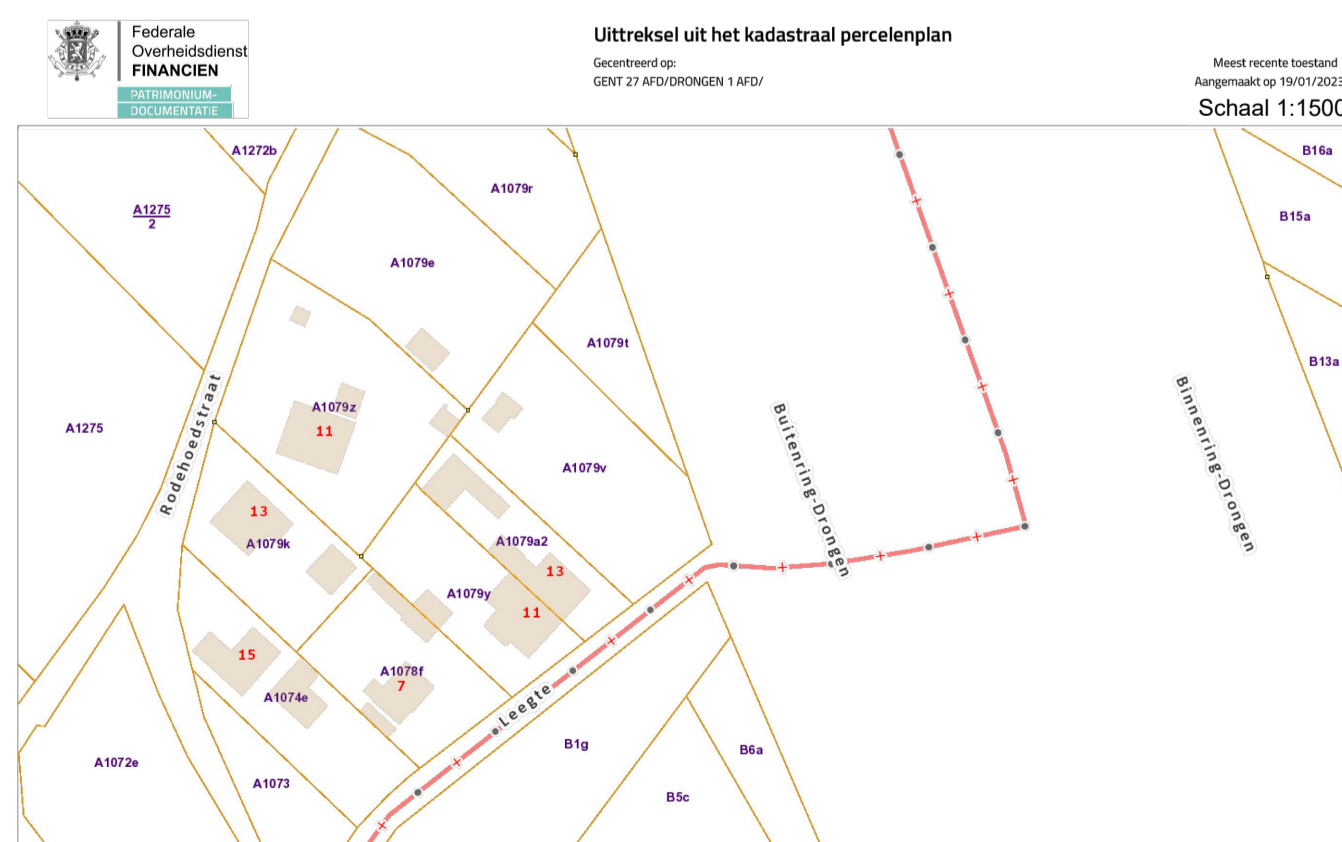 Federale
Overheidsdienst
FINANCIEN
PATRIMONIUM-
DOCUMENTATIE
Uittreksel uit het kadastraal percelenplan
Gecentreerd op:
GENT 27 AFD/DRONGEN 1 AFD/
Meest recente toestand
Aangemaakt op 19/01/2023
Schaal 1:1500
A1272b
B16a
A1079r
A1275
2
B15a
A1079e
A1079t
B13a
A1079z
11
A1275
Rodehoedstraat
A1079v
Buitenring-Drongen
Binnenring-Drongen
13
A1079k
A1079a2
13
A1079y
11
15
A1078f
7
A1074e
Leegte
B1g
B6a
A1072e
A1073
B5c